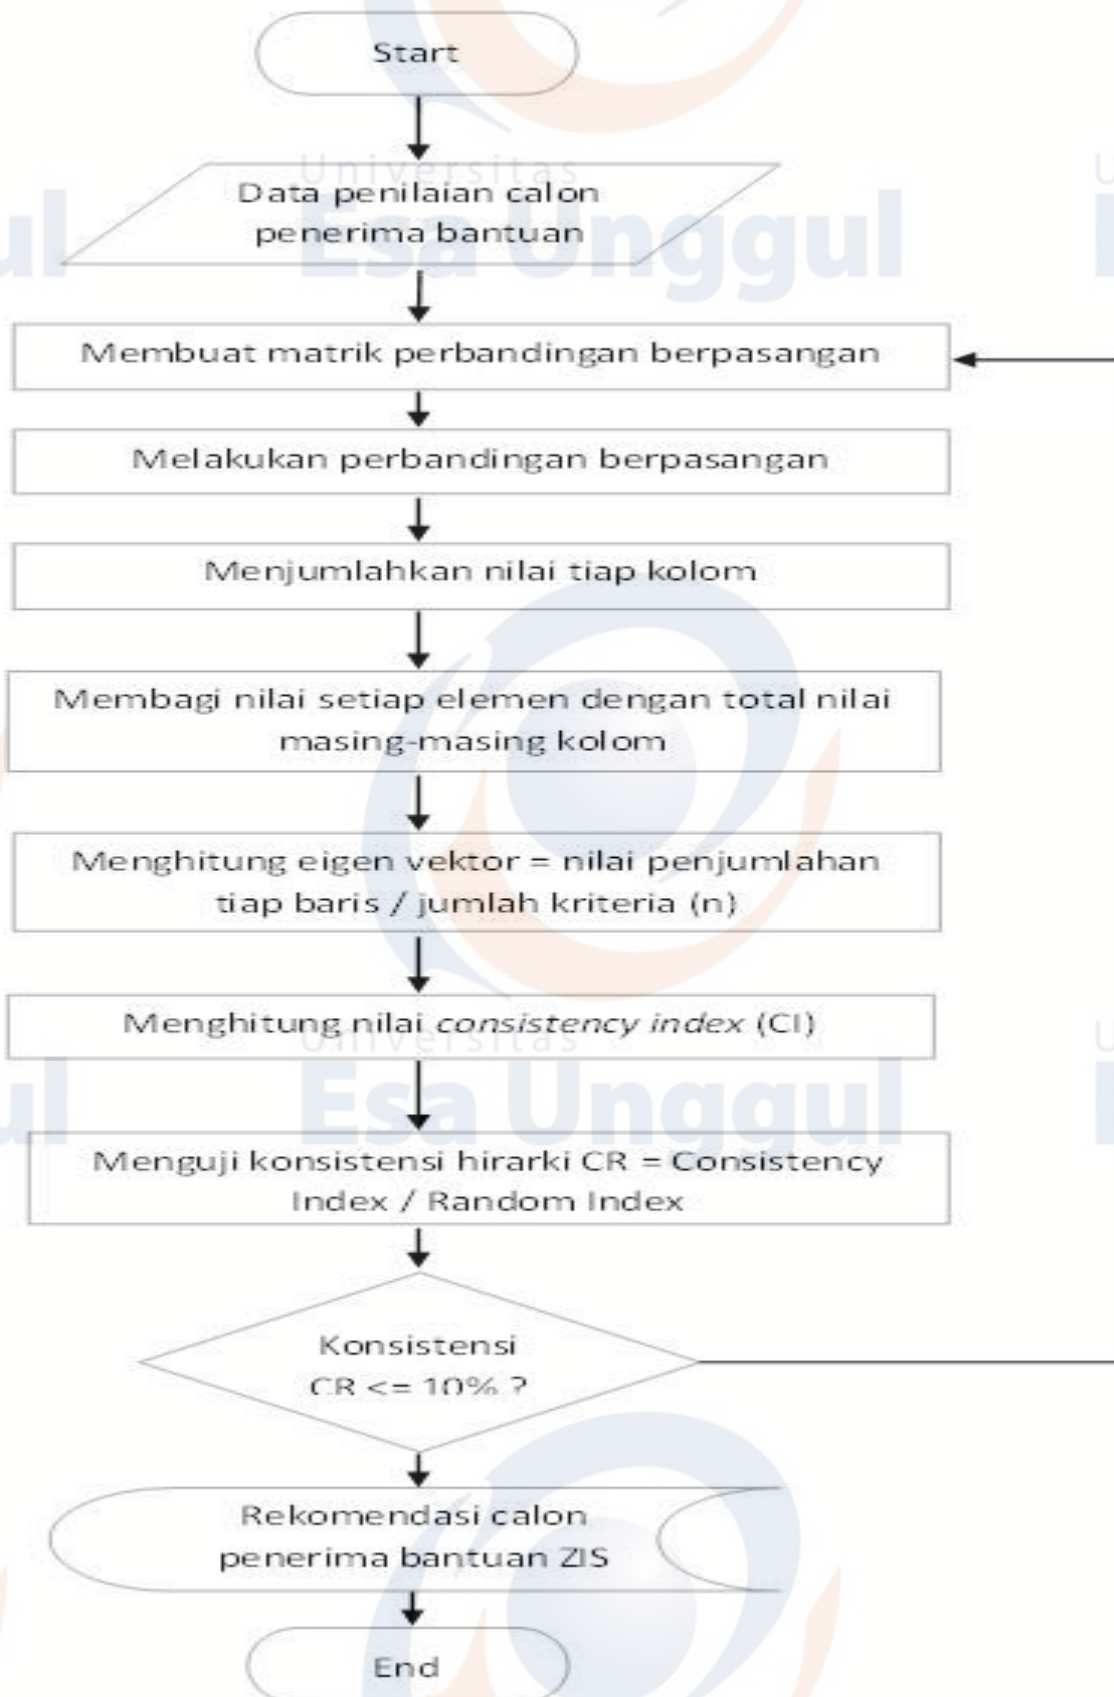 Start
Universitas
Data penilaian calon
penerima bantuan
ul
Esa Unggul
Membuat matrik perbandingan berpasangan
Melakukan perbandingan berpasangan
Menjumlahkan nilai tiap kolom
Membagi nilai setiap elemen dengan total nilai
masing-masing kolom
Menghitung eigen vektor = nilai penjumlahan
tiap baris / jumlah kriteria (n)
Menghitung nilai consistency index (CI)
Universitas
ul
Esa Unggul
Menguji konsistensi hirarki CR = Consistency
Index / Random Index
Konsistensi
CR <= 10% ?
Rekomendasi calon
penerima bantuan ZIS
End